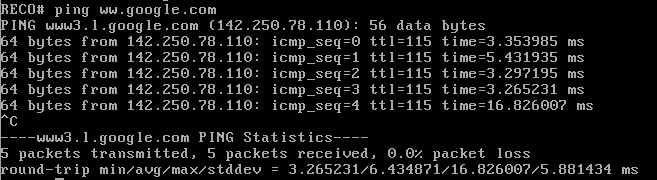 RECO# ping ww.google.com
PING www3.l.google.com (142.250.78.110): 56 data bytes
64 bytes from 142.250.78.110: icmp_seq=0 ttl=115 time=3.353985 ms
64 bytes from 142.250.78.110: icmp_seq=1 ttl=115 time=5.431935 ms
64 bytes from 142.250.78.110: icmp_seq=2 ttl=115 time=3.297195 ms
64 bytes from 142.250.78.110: icmp_seq=3 ttl=115 time=3.265231 ms
64 bytes from 142.250.78.110: icmp_seq=4 ttl=115 time=16.826007 ms
^C
----www3.l.google.com PING Statistics----
5 packets transmitted, 5 packets received, 0.0% packet loss
round-trip min/avg/max/stddev = 3.265231/6.434871/16.826007/5.881434 ms